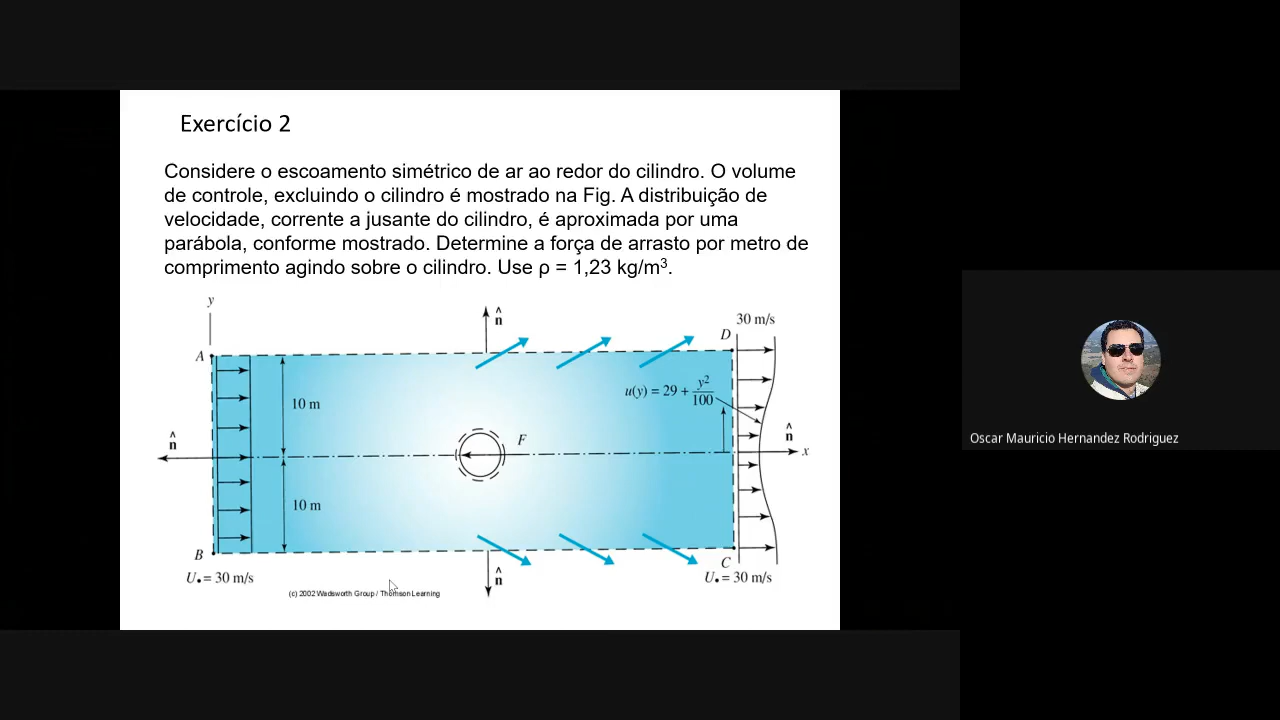 Exercício 2
Considere o escoamento simétrico de ar ao redor do cilindro. O volume
de controle, excluindo o cilindro é mostrado na Fig. A distribuição de
velocidade, corrente a jusante do cilindro, é aproximada por uma
parábola, conforme mostrado. Determine a força de arrasto por metro de
comprimento agindo sobre o cilindro. Use ρ = 1,23 kg/m³.
y
30 m/s
n̂
D
A
u(y) = 29 + y²/100
10 m
n̂
F
n̂
x
Oscar Mauricio Hernandez Rodriguez
10 m
B
C
U• = 30 m/s
n̂
U• = 30 m/s
(c) 2002 Wadsworth Group / Thomson Learning